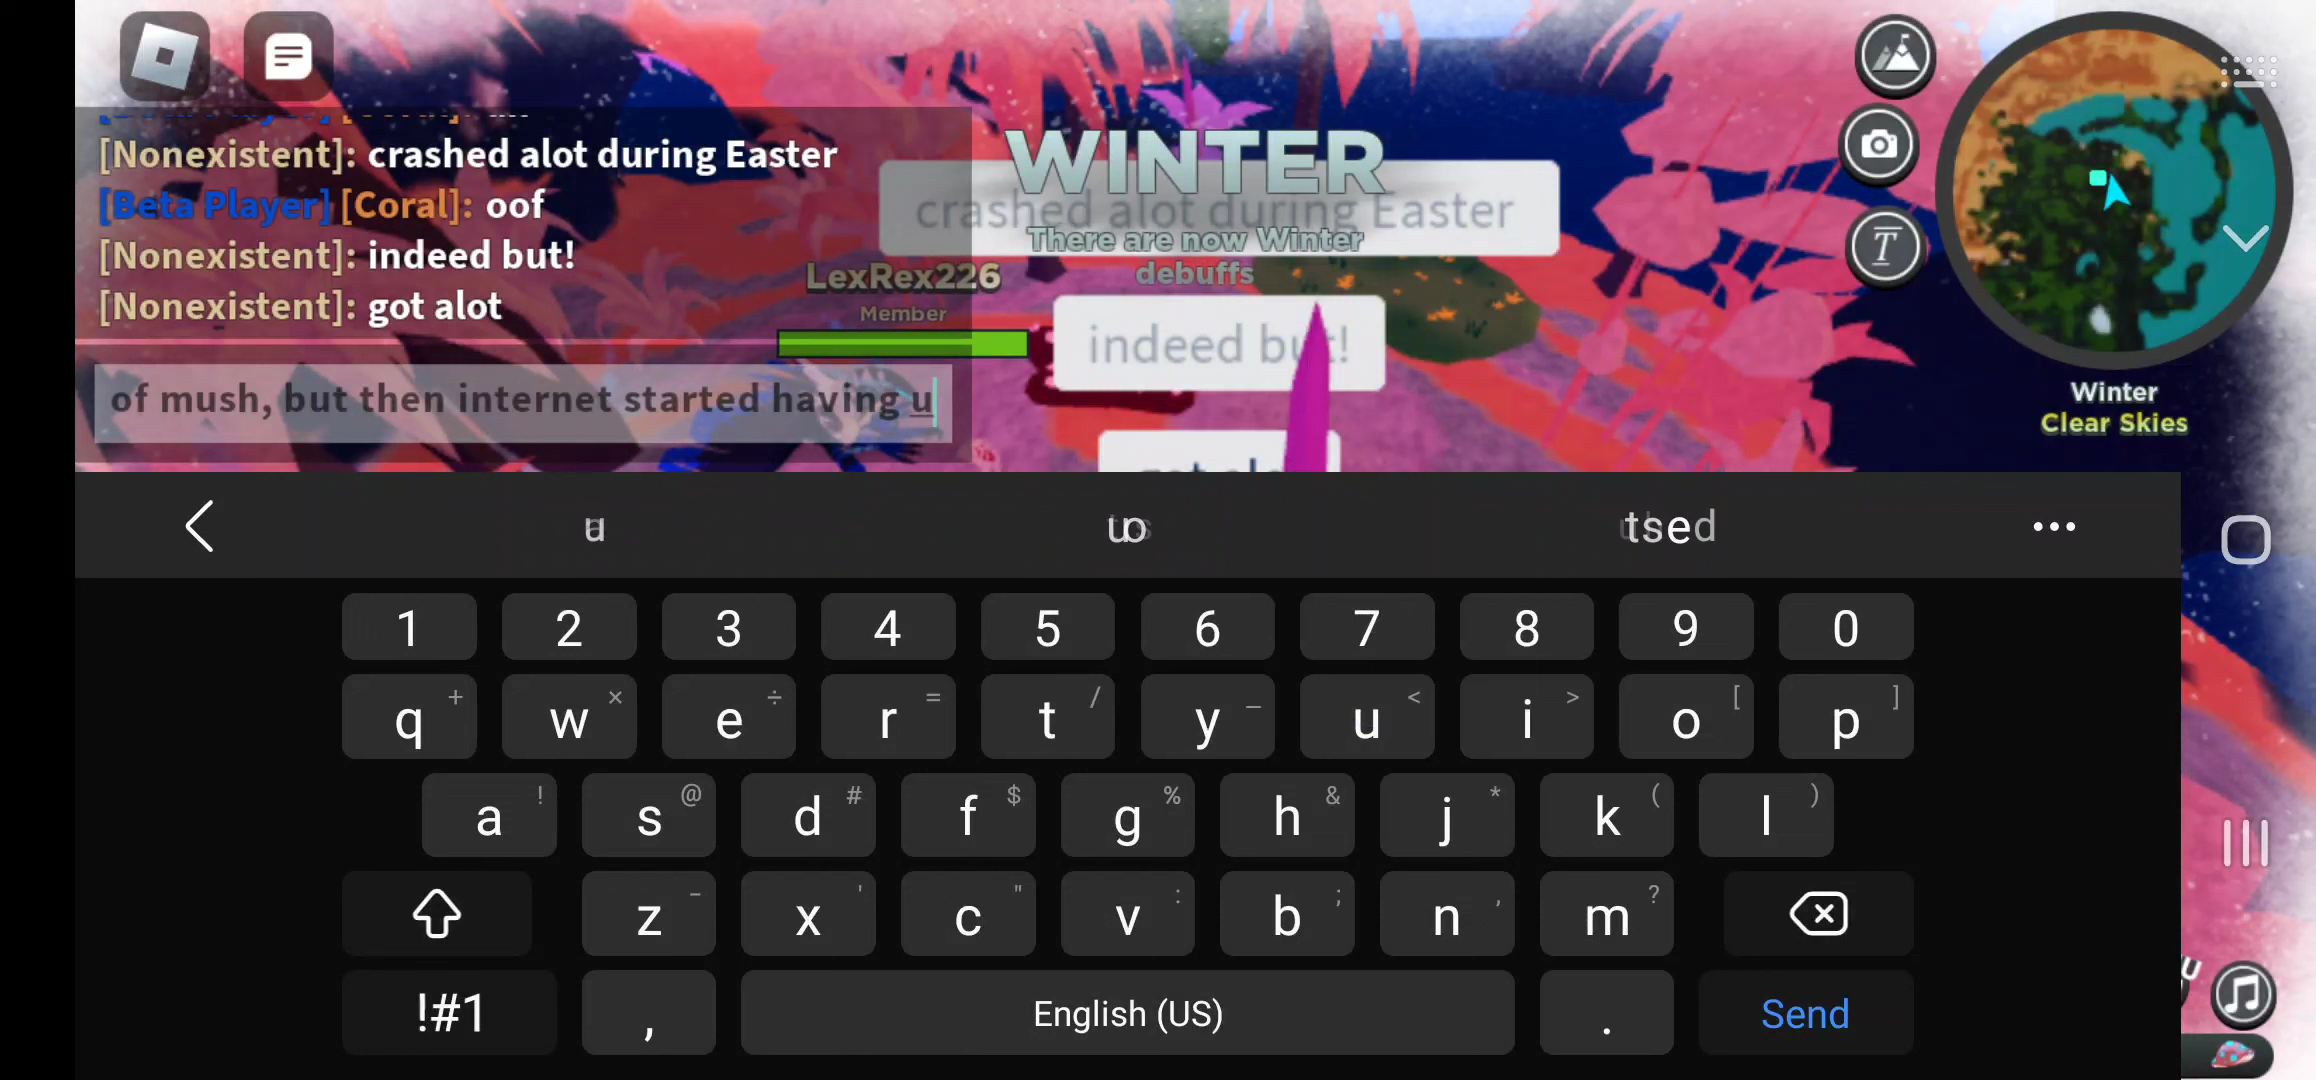 [Nonexistent]: crashed alot during Easter
[Beta Player] [Coral]: oof
[Nonexistent]: indeed but!
[Nonexistent]: got alot
of mush, but then internet started having u
WINTER
There are now Winter
debuffs
crashed alot during Easter
LexRex226
Member
indeed but!
T
Winter
Clear Skies
u
1 2 3 4 5 6 7 8 9 0
q + w × e ÷ r = t / y _ u < i > o [ p ]
a ! s @ d # f $ g % h & j * k ( l )
z - x ' c " v : b ; n , m ?
!#1 , English (US) . Send